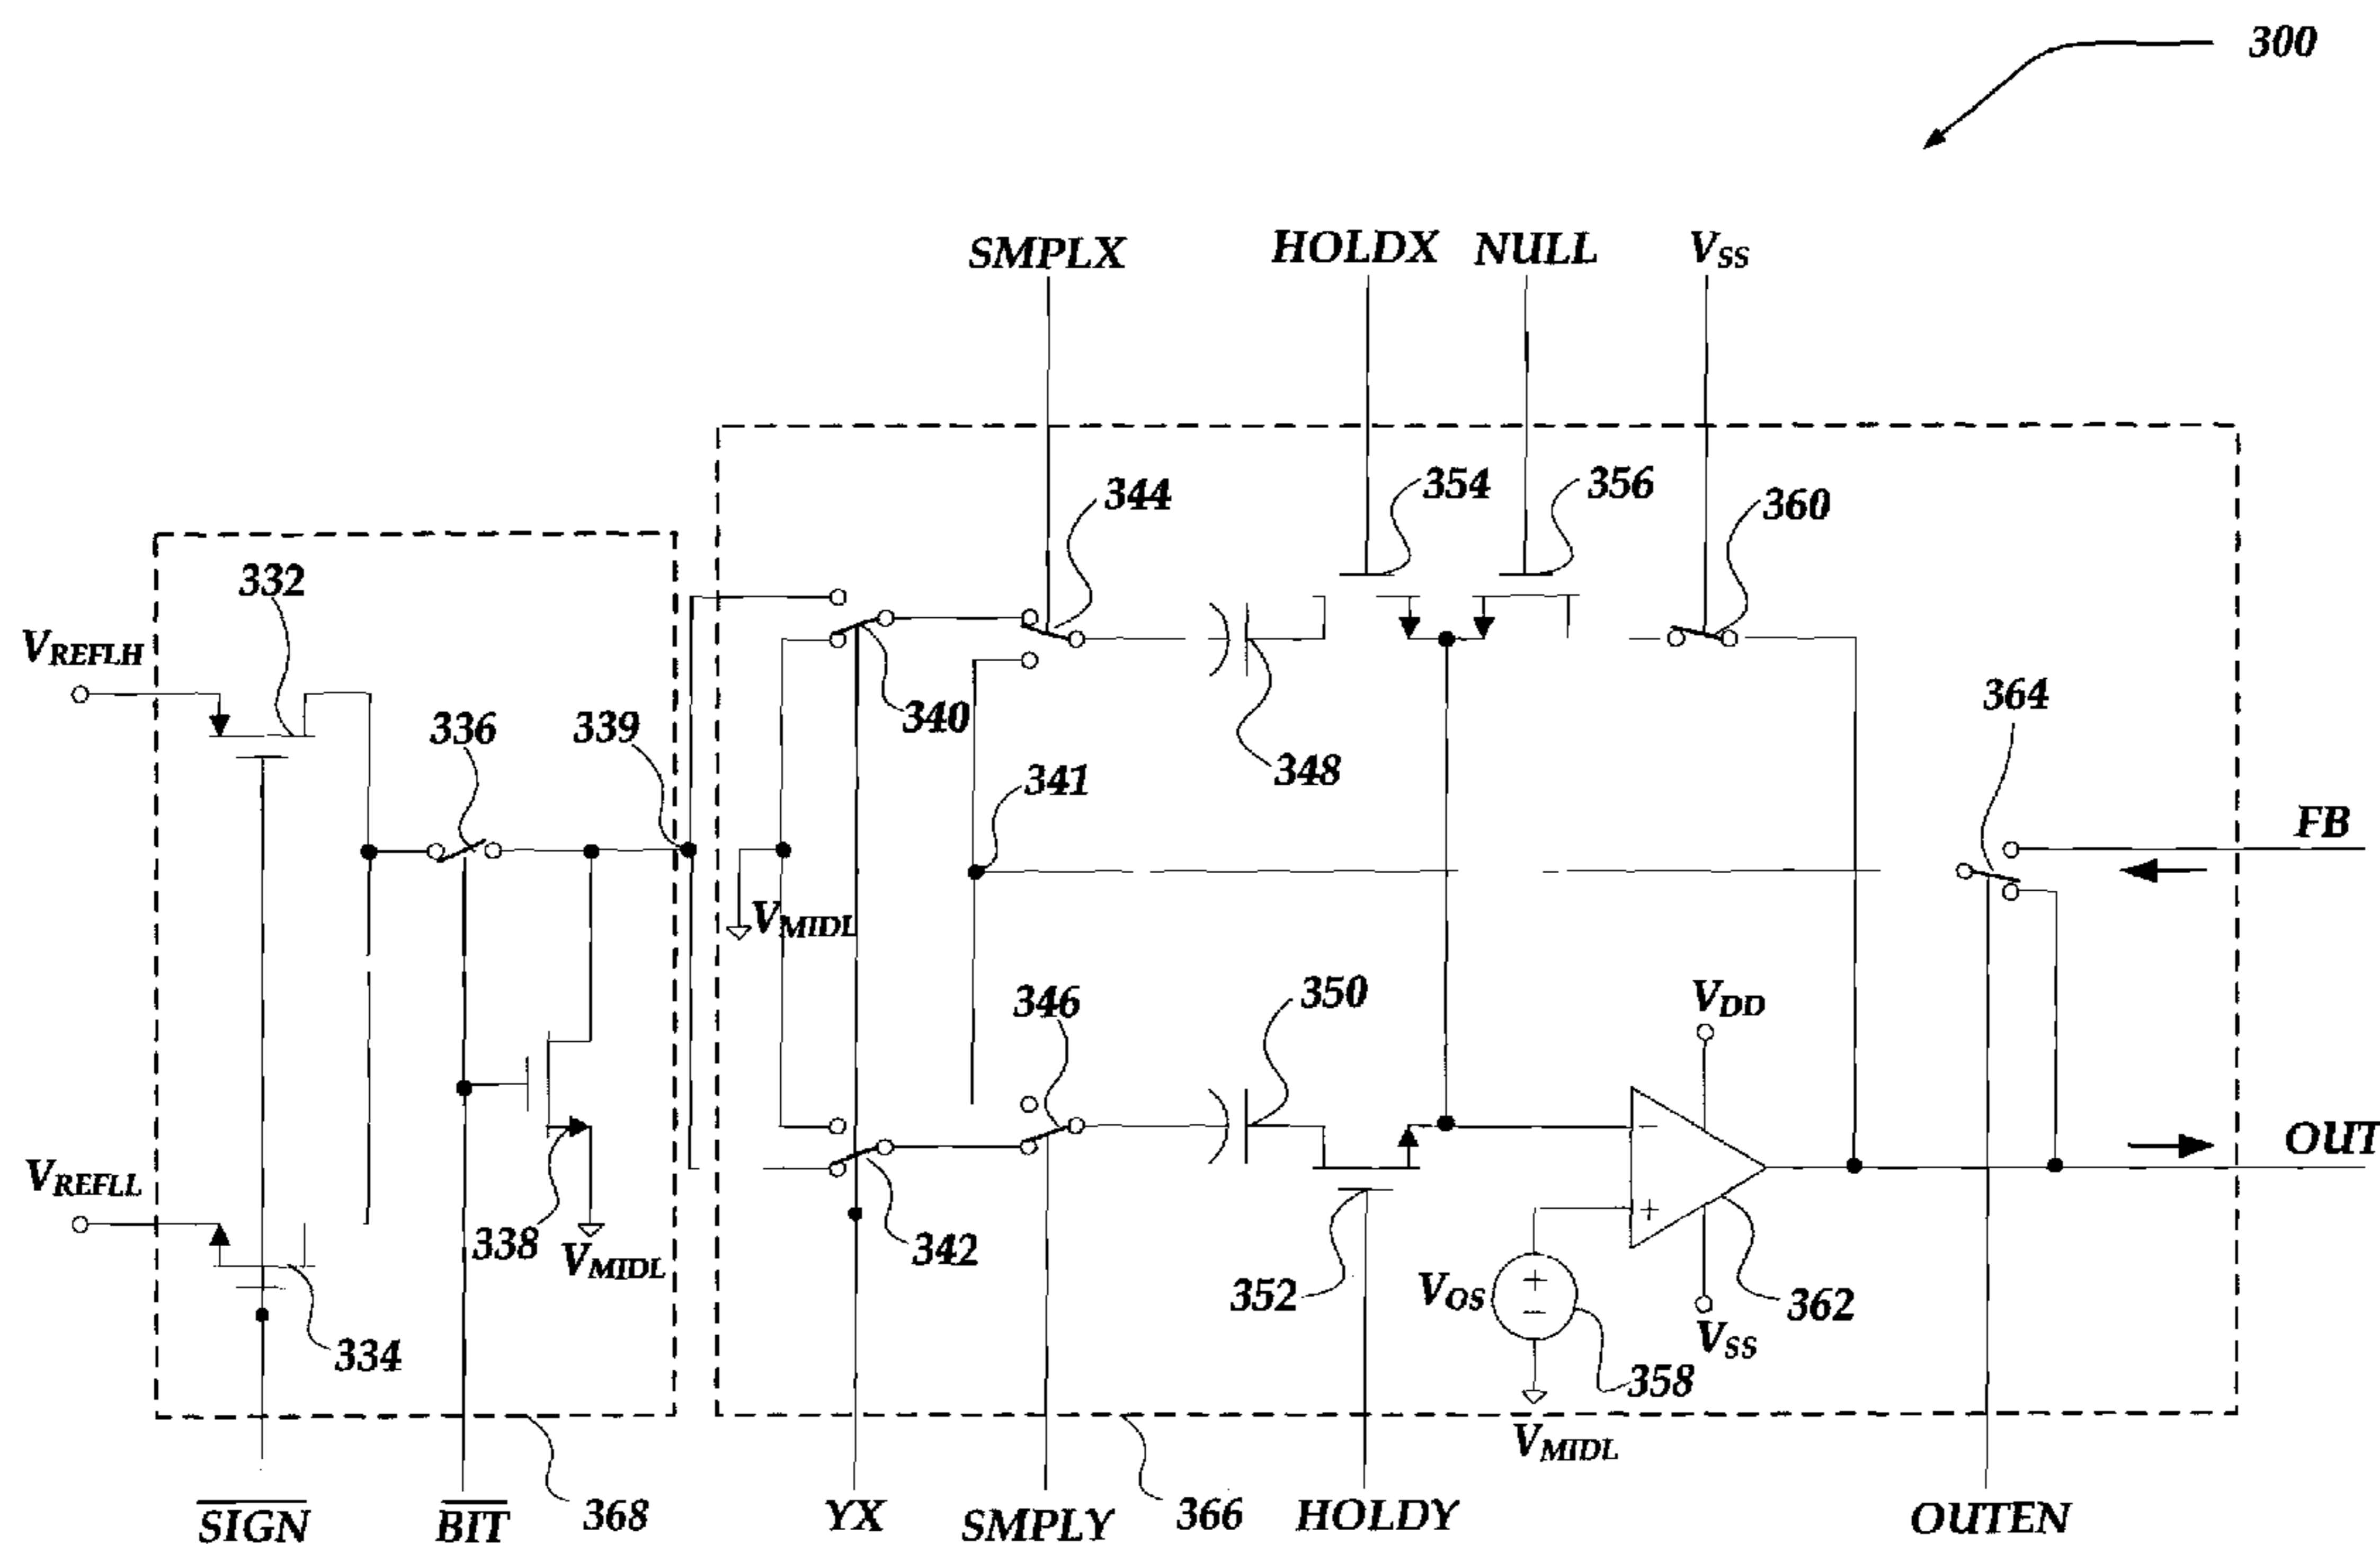 300
SMPLX HOLDX NULL VSS
344 354 356 360
332
VREFLH
340
336 339 348 364
341
FB
VMIDL
346 350 VDD
OUT
VREFLL
338 VMIDL 342 352 VOS 362
VSS
334 358
VMIDL
SIGN BIT 368 YX SMPLY 366 HOLDY OUTEN